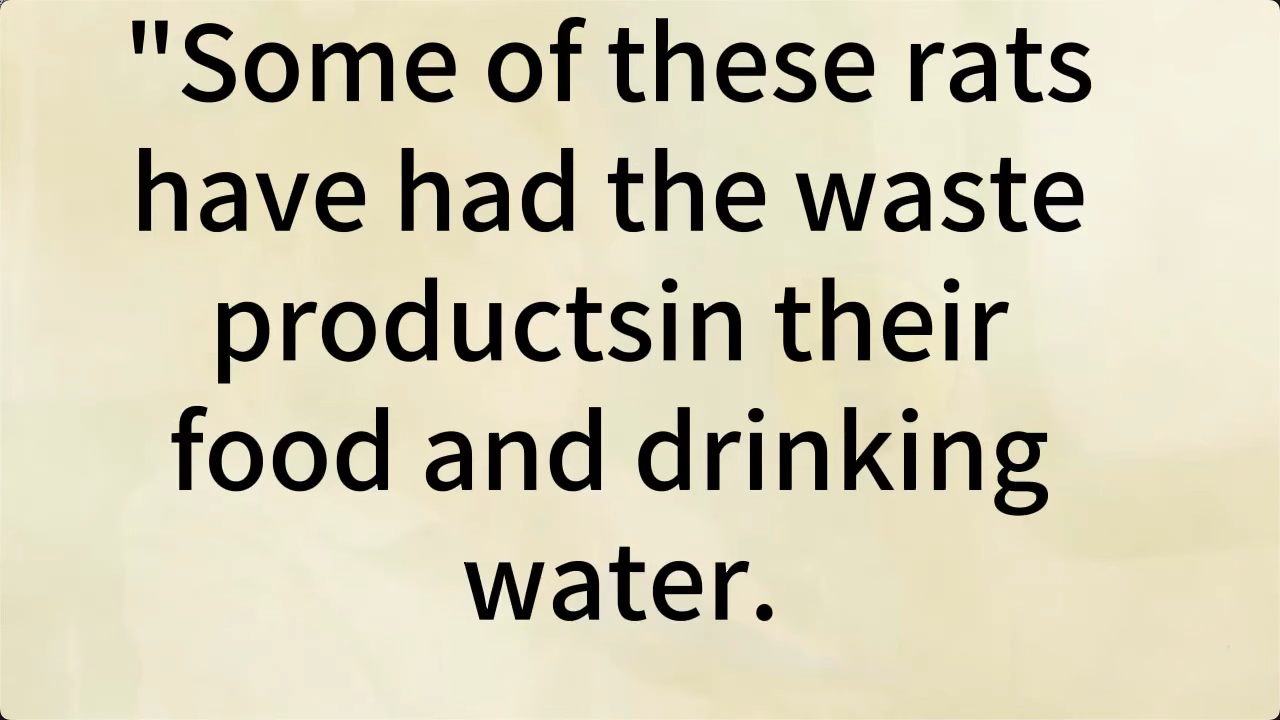 "Some of these rats
have had the waste
productsin their
food and drinking
water.